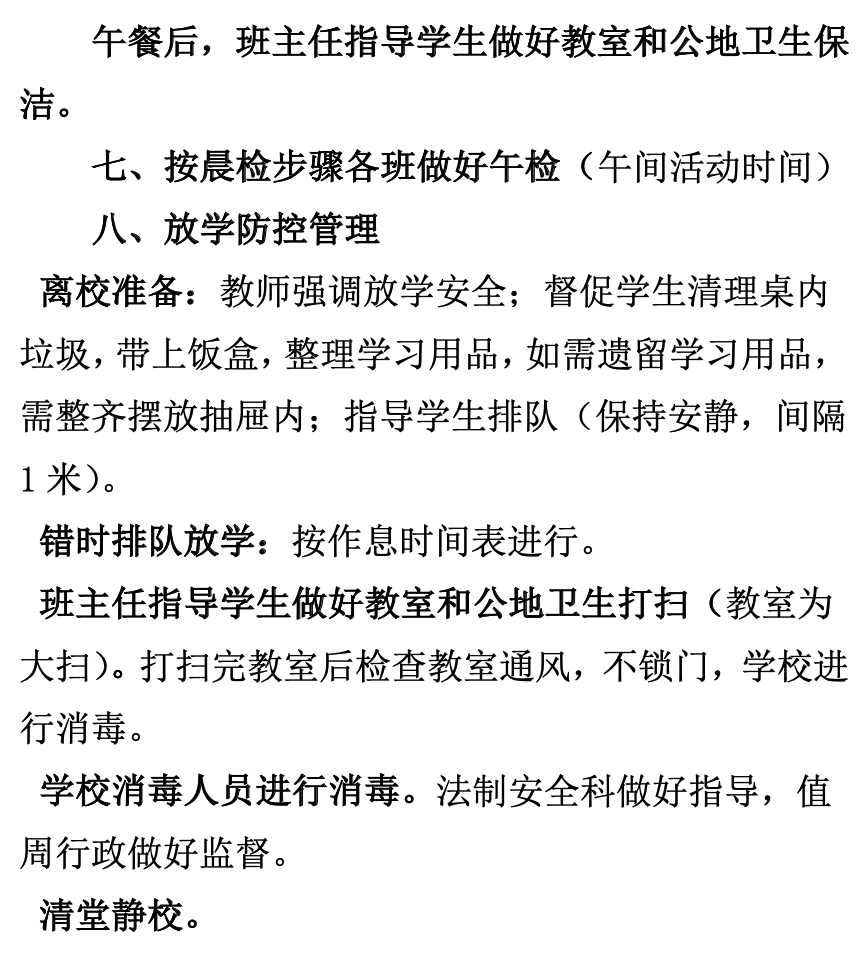 午餐后，班主任指导学生做好教室和公地卫生保
洁。
七、按晨检步骤各班做好午检（午间活动时间）
八、放学防控管理
离校准备：教师强调放学安全；督促学生清理桌内
垃圾，带上饭盒，整理学习用品，如需遗留学习用品，
需整齐摆放抽屉内；指导学生排队（保持安静，间隔
1 米）。
错时排队放学：按作息时间表进行。
班主任指导学生做好教室和公地卫生打扫（教室为
大扫）。打扫完教室后检查教室通风，不锁门，学校进
行消毒。
学校消毒人员进行消毒。法制安全科做好指导，值
周行政做好监督。
清堂静校。